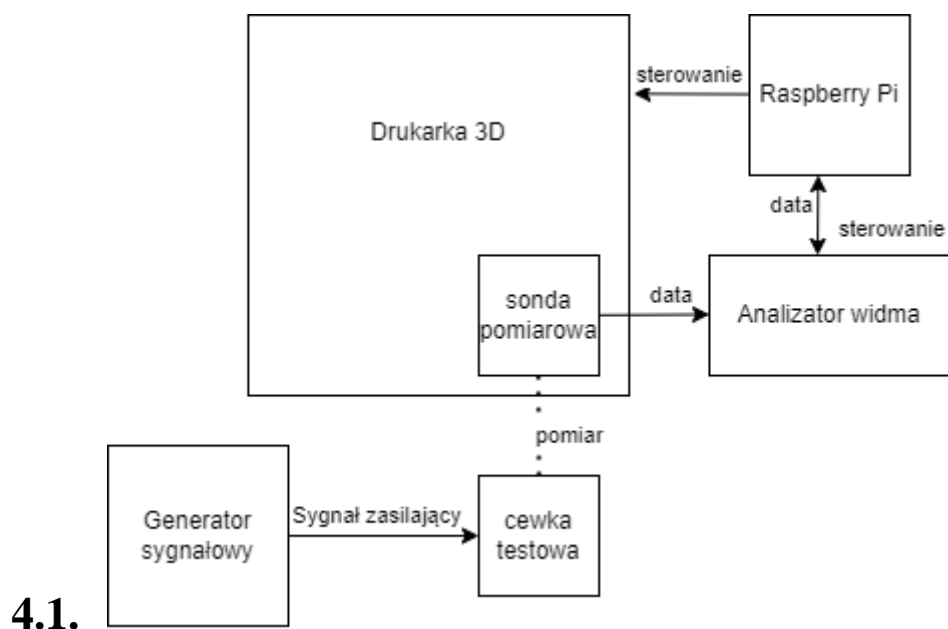 sterowanie
Raspberry Pi
Drukarka 3D
data
sterowanie
sonda
pomiarowa
data
Analizator widma
pomiar
Generator
sygnałowy
Sygnał zasilający
cewka
testowa
4.1.